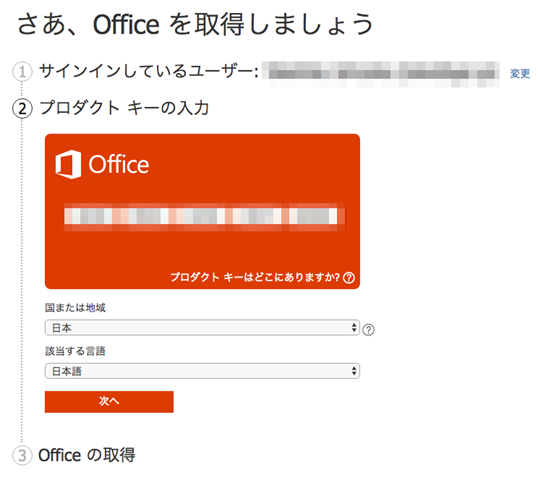 さあ、Office を取得しましょう
1 サインインしているユーザー: 変更
2 プロダクト キーの入力
Office
プロダクト キーはどこにありますか? ?
国または地域
日本 ?
該当する言語
日本語
次へ
3 Office の取得